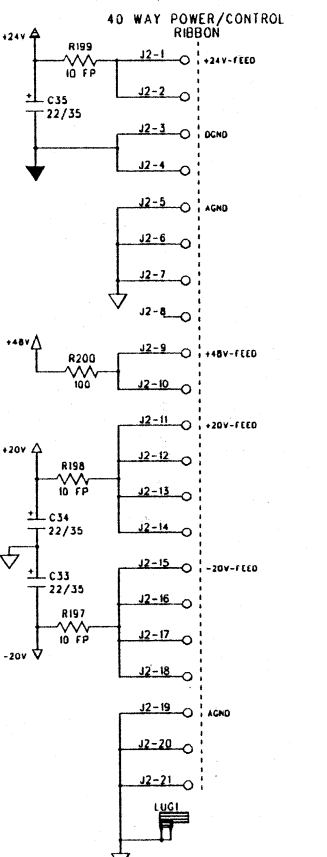 40 WAY POWER/CONTROL
RIBBON
+24V
R199
10 FP
J2-1
+24V-FEED
J2-2
+
C35
22/35
J2-3
DGND
J2-4
J2-5
AGND
J2-6
J2-7
J2-8
+48V
R200
100
J2-9
+48V-FEED
J2-10
J2-11
+20V-FEED
+20V
R198
10 FP
J2-12
J2-13
J2-14
+
C34
22/35
J2-15
-20V-FEED
+
C33
22/35
J2-16
R197
10 FP
J2-17
-20V
J2-18
J2-19
AGND
J2-20
J2-21
LUG1